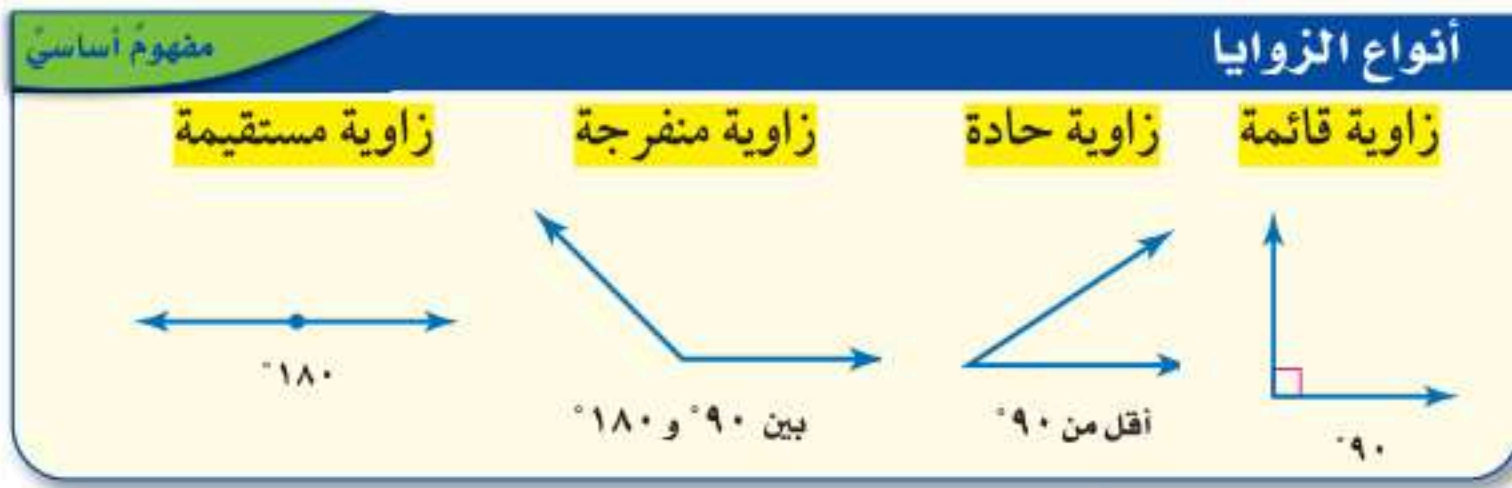 أنواع الزوايا
مفهومٌ أساسيٌّ
زاوية قائمة
زاوية حادة
زاوية منفرجة
زاوية مستقيمة
٩٠°
أقل من ٩٠°
بين ٩٠° و ١٨٠°
١٨٠°